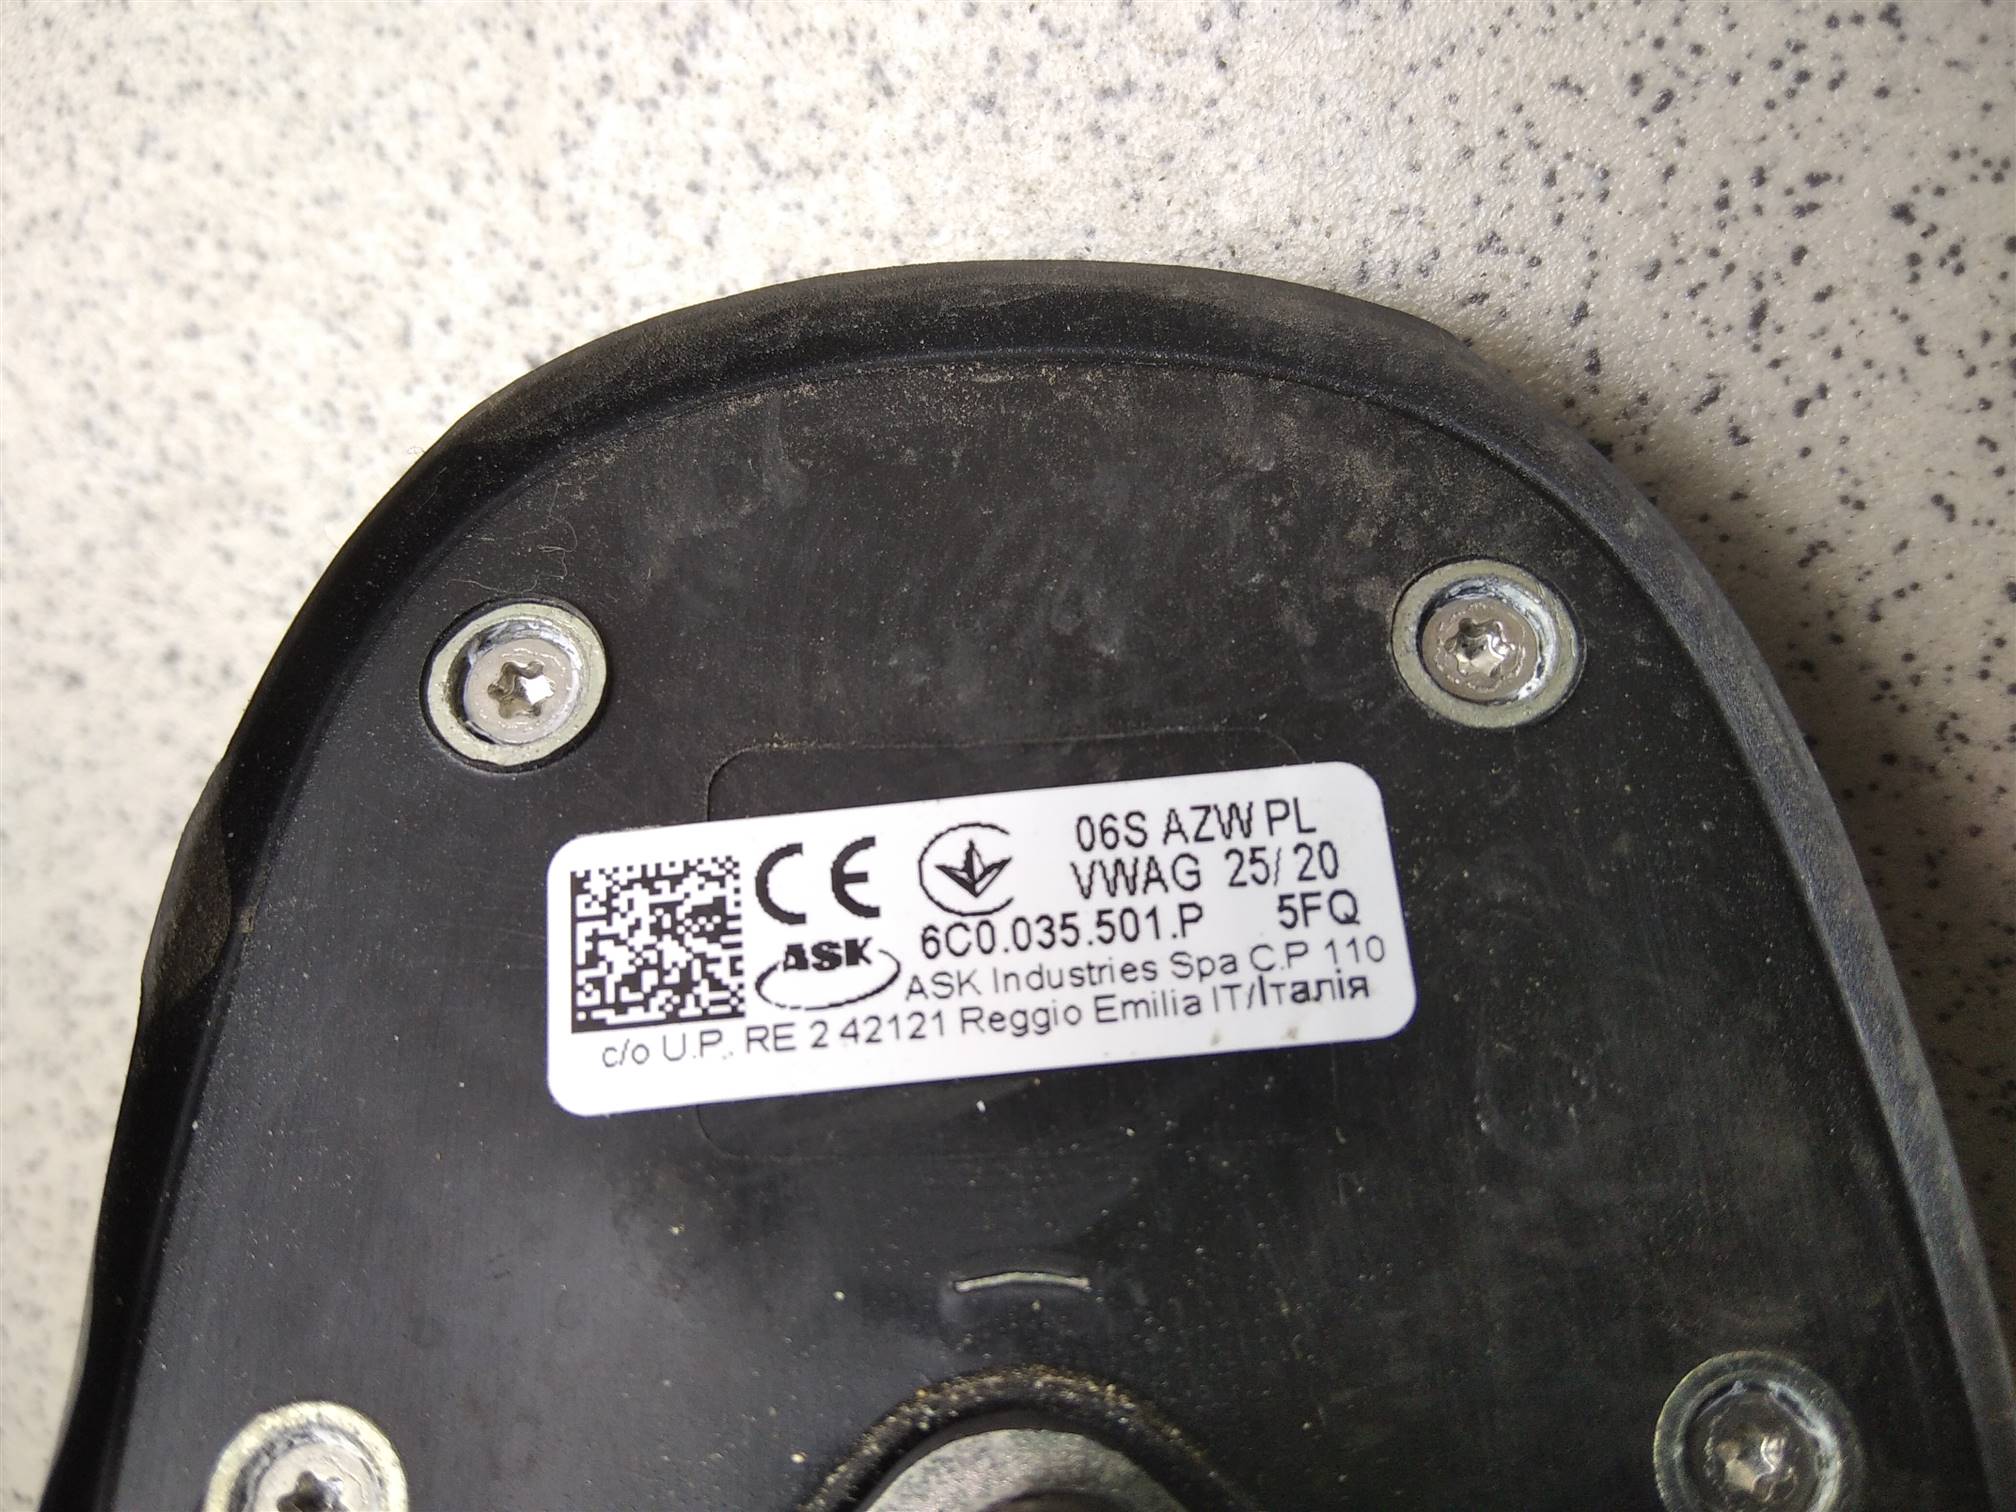 CE
06S AZW PL
VWAG 25/ 20
6C0.035.501.P 5FQ
ASK
ASK Industries Spa C.P 110
c/o U.P. RE 2 42121 Reggio Emilia IT/Італія